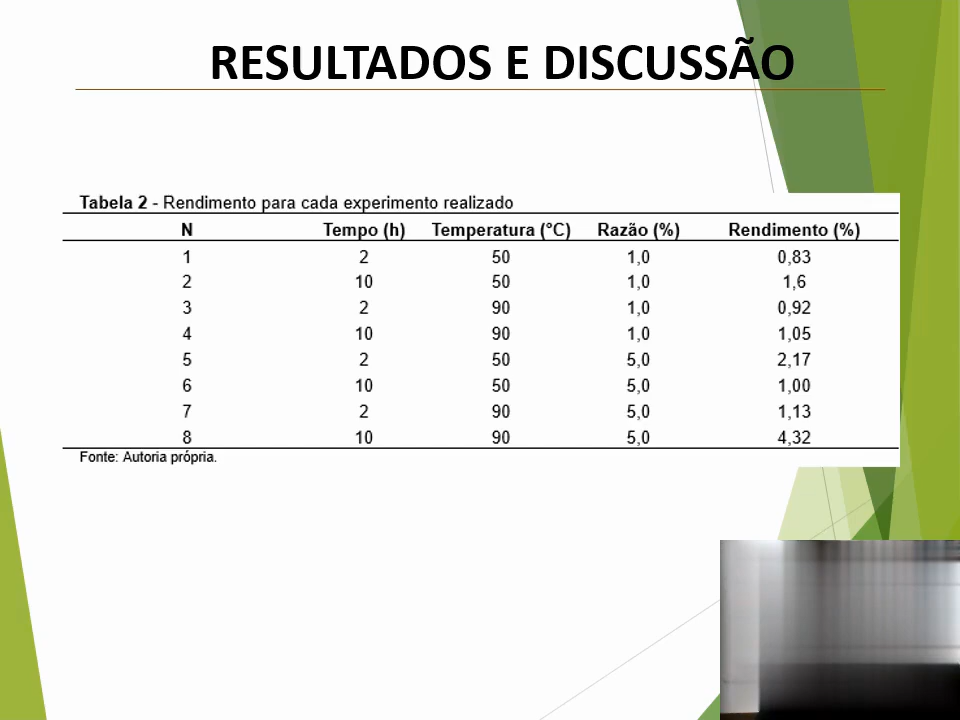 RESULTADOS E DISCUSSÃO
Tabela 2 - Rendimento para cada experimento realizado
N Tempo (h) Temperatura (°C) Razão (%) Rendimento (%)
1 2 50 1,0 0,83
2 10 50 1,0 1,6
3 2 90 1,0 0,92
4 10 90 1,0 1,05
5 2 50 5,0 2,17
6 10 50 5,0 1,00
7 2 90 5,0 1,13
8 10 90 5,0 4,32
Fonte: Autoria própria.